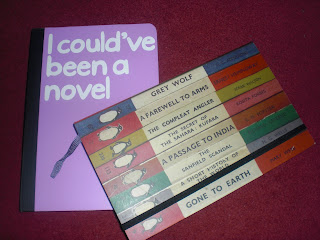 I could've
been a
novel
GREY WOLF
A FAREWELL TO ARMS
THE COMPLEAT ANGLER
THE SECRET OF
THE SAHARA : KUFARA
A PASSAGE TO INDIA
THE
SANFIELD SCANDAL
A SHORT HISTORY OF
THE WORLD
GONE TO EARTH